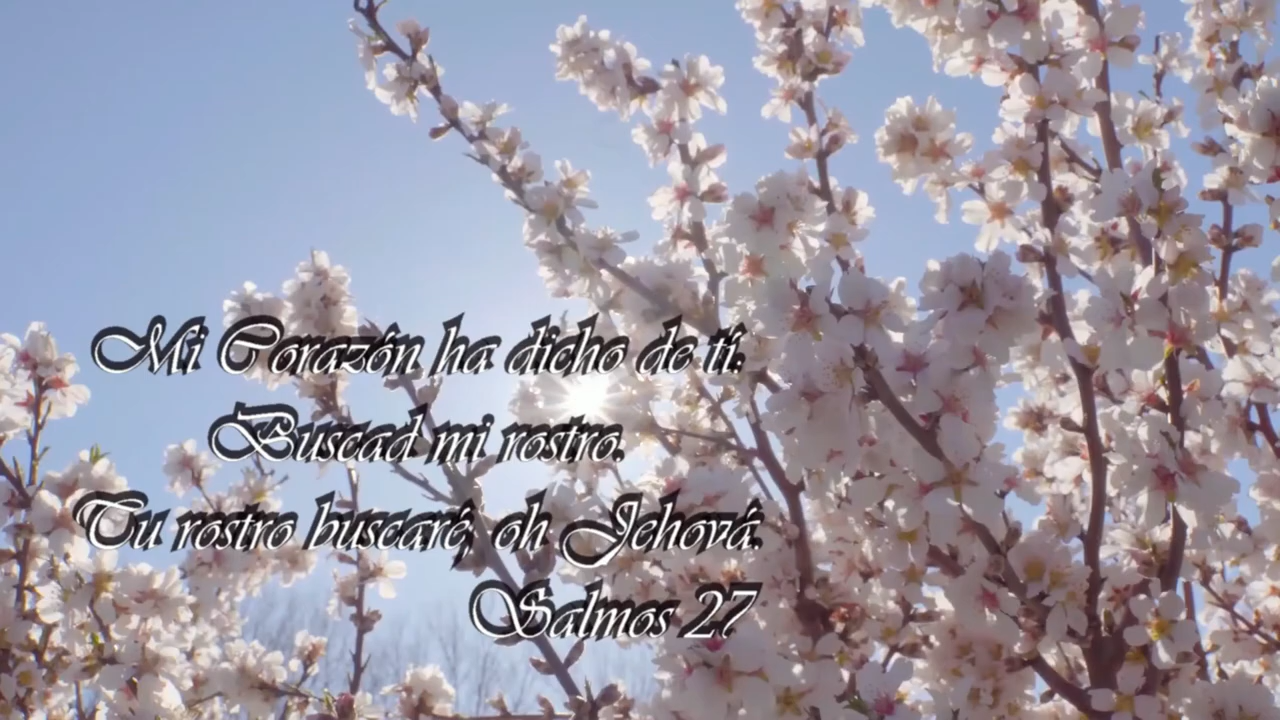 Mi Corazón ha dicho de tí:
Buscad mi rostro.
Tu rostro buscaré, oh Jehová.
Salmos 27